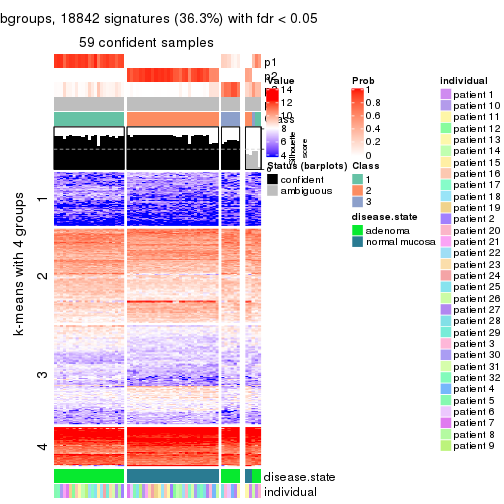 bgroups, 18842 signatures (36.3%) with fdr < 0.05
59 confident samples
p1
p2
k-means with 4 groups
1
2
3
4
disease.state
individual
Value
14
12
10
8
6
4
silhouette
score
Status (barplots)
confident
ambiguous
Prob
1
0.8
0.6
0.4
0.2
0
Class
1
2
3
disease.state
adenoma
normal mucosa
individual
patient 1
patient 10
patient 11
patient 12
patient 13
patient 14
patient 15
patient 16
patient 17
patient 18
patient 19
patient 2
patient 20
patient 21
patient 22
patient 23
patient 24
patient 25
patient 26
patient 27
patient 28
patient 29
patient 3
patient 30
patient 31
patient 32
patient 4
patient 5
patient 6
patient 7
patient 8
patient 9